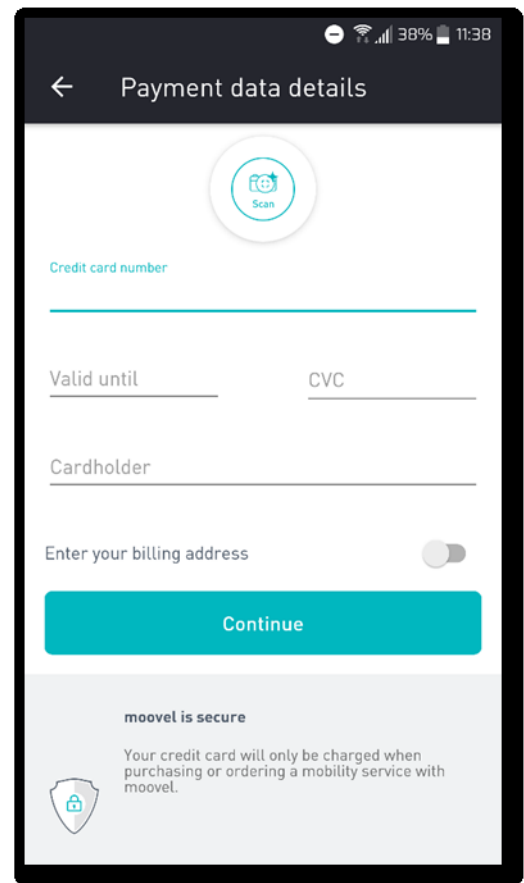 38% 11:38
Payment data details
Scan
Credit card number
Valid until CVC
Cardholder
Enter your billing address
Continue
moovel is secure
Your credit card will only be charged when
purchasing or ordering a mobility service with
moovel.